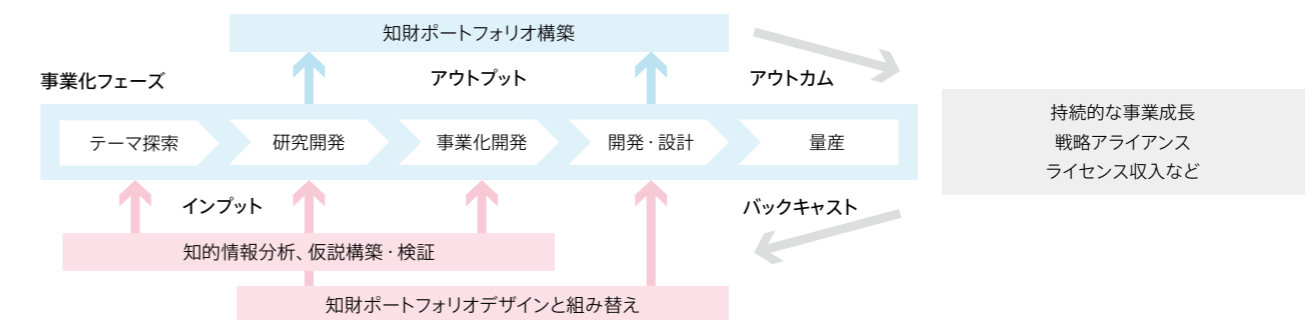 知財ポートフォリオ構築
事業化フェーズ
アウトプット
アウトカム
テーマ探索
研究開発
事業化開発
開発・設計
量産
持続的な事業成長
戦略アライアンス
ライセンス収入など
インプット
バックキャスト
知的情報分析、仮説構築・検証
知財ポートフォリオデザインと組み替え